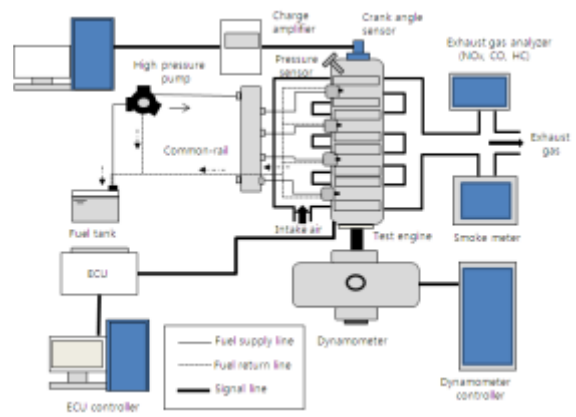 Charge
amplifier
Crank angle
sensor
Exhaust gas analyzer
(NOx, CO, HC)
High pressure
pump
Pressure
sensor
Common-rail
Exhaust
gas
Fuel tank
Intake air
Test engine
Smoke meter
ECU
Dynamometer
Fuel supply line
Fuel return line
Signal line
ECU controller
Dynamometer
controller